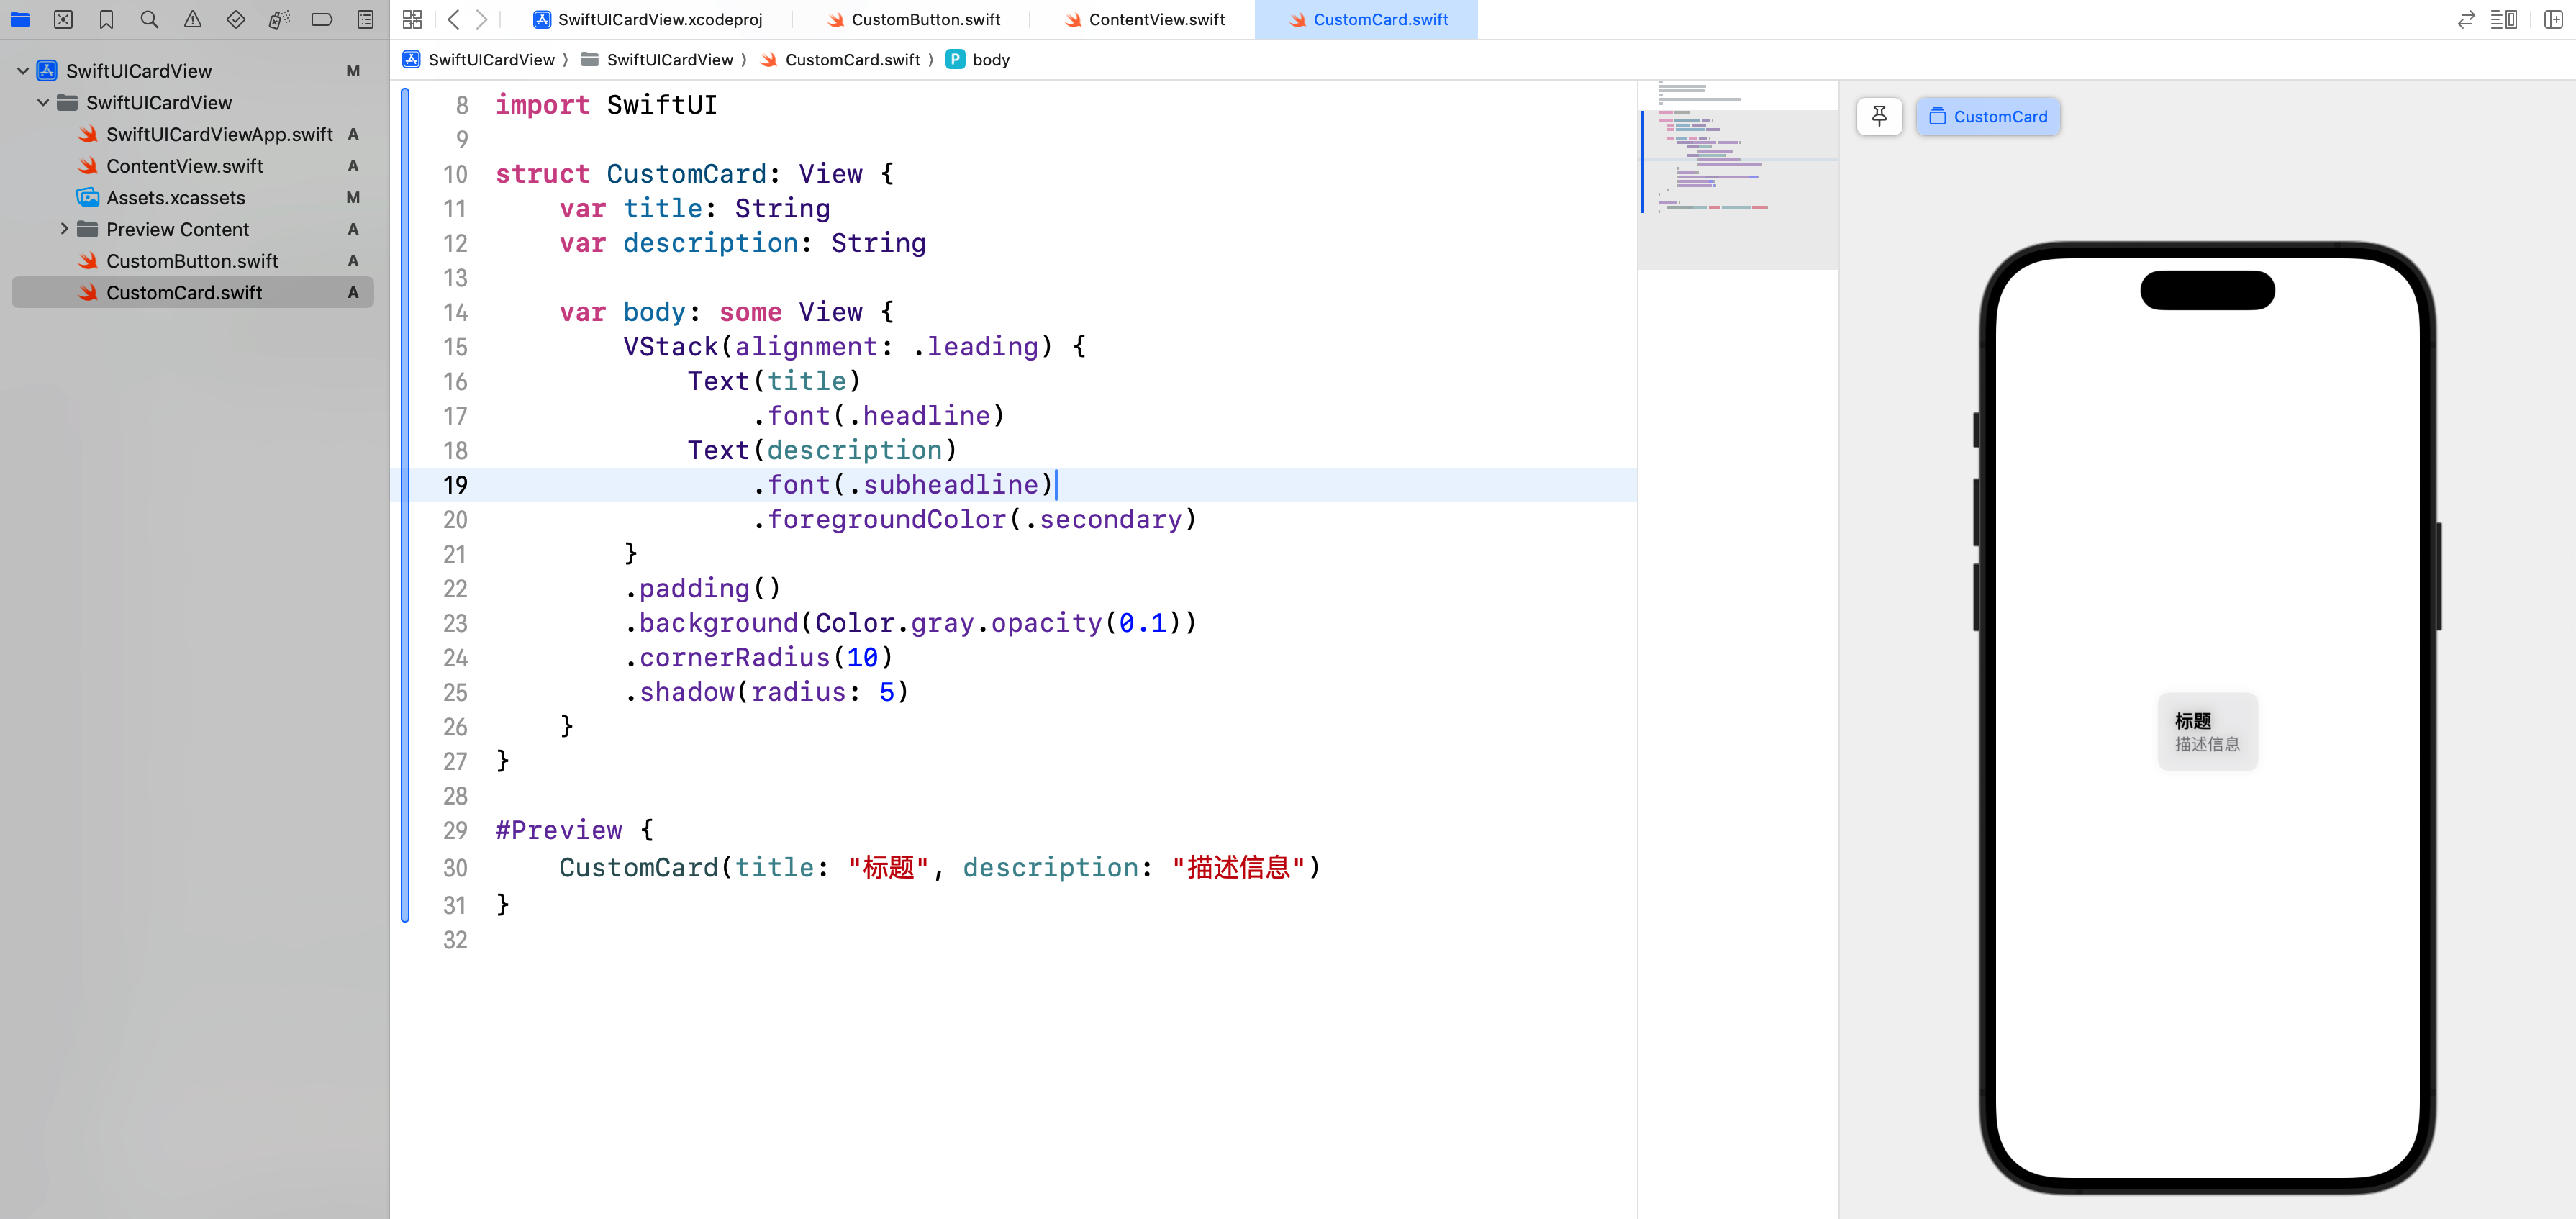 SwiftUICardView.xcodeproj
CustomButton.swift
ContentView.swift
CustomCard.swift
SwiftUICardView M
SwiftUICardView
SwiftUICardViewApp.swift A
ContentView.swift A
Assets.xcassets M
Preview Content A
CustomButton.swift A
CustomCard.swift A
SwiftUICardView 〉 SwiftUICardView 〉 CustomCard.swift 〉 P body
8 import SwiftUI
9
10 struct CustomCard: View {
11     var title: String
12     var description: String
13
14     var body: some View {
15         VStack(alignment: .leading) {
16             Text(title)
17                 .font(.headline)
18             Text(description)
19                 .font(.subheadline)
20                 .foregroundColor(.secondary)
21         }
22         .padding()
23         .background(Color.gray.opacity(0.1))
24         .cornerRadius(10)
25         .shadow(radius: 5)
26     }
27 }
28
29 #Preview {
30     CustomCard(title: "标题", description: "描述信息")
31 }
32
CustomCard
标题
描述信息